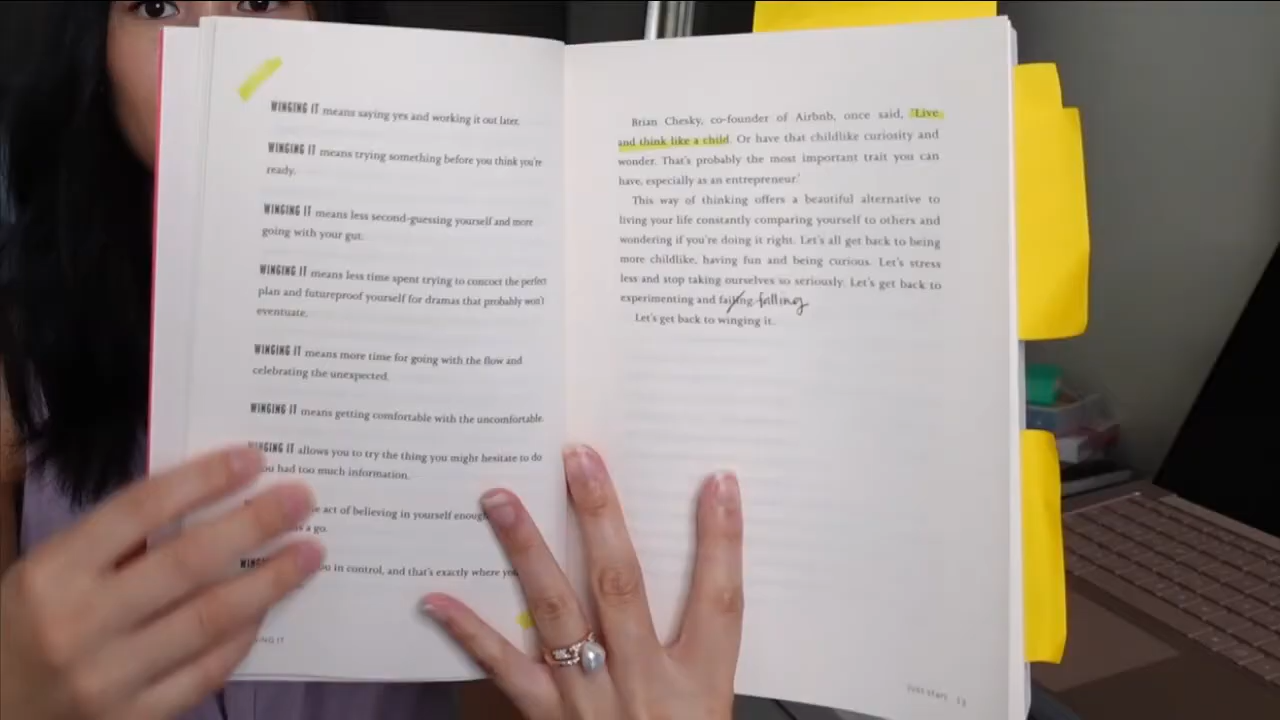 WINGING IT means saying yes and working it out later.
WINGING IT means trying something before you think you're
ready.
WINGING IT means less second-guessing yourself and more
going with your gut.
WINGING IT means less time spent trying to concoct the perfect
plan and futureproof yourself for dramas that probably won't
eventuate.
WINGING IT means more time for going with the flow and
celebrating the unexpected.
WINGING IT means getting comfortable with the uncomfortable.
WINGING IT allows you to try the thing you might hesitate to do
you had too much information.
act of believing in yourself enough
a go.
you in control, and that's exactly where you
NG IT
Brian Chesky, co-founder of Airbnb, once said, 'Live
and think like a child. Or have that childlike curiosity and
wonder. That's probably the most important trait you can
have, especially as an entrepreneur.'
This way of thinking offers a beautiful alternative to
living your life constantly comparing yourself to others and
wondering if you're doing it right. Let's all get back to being
more childlike, having fun and being curious. Let's stress
less and stop taking ourselves so seriously. Let's get back to
experimenting and failing. falling
Let's get back to winging it.
Just start 13